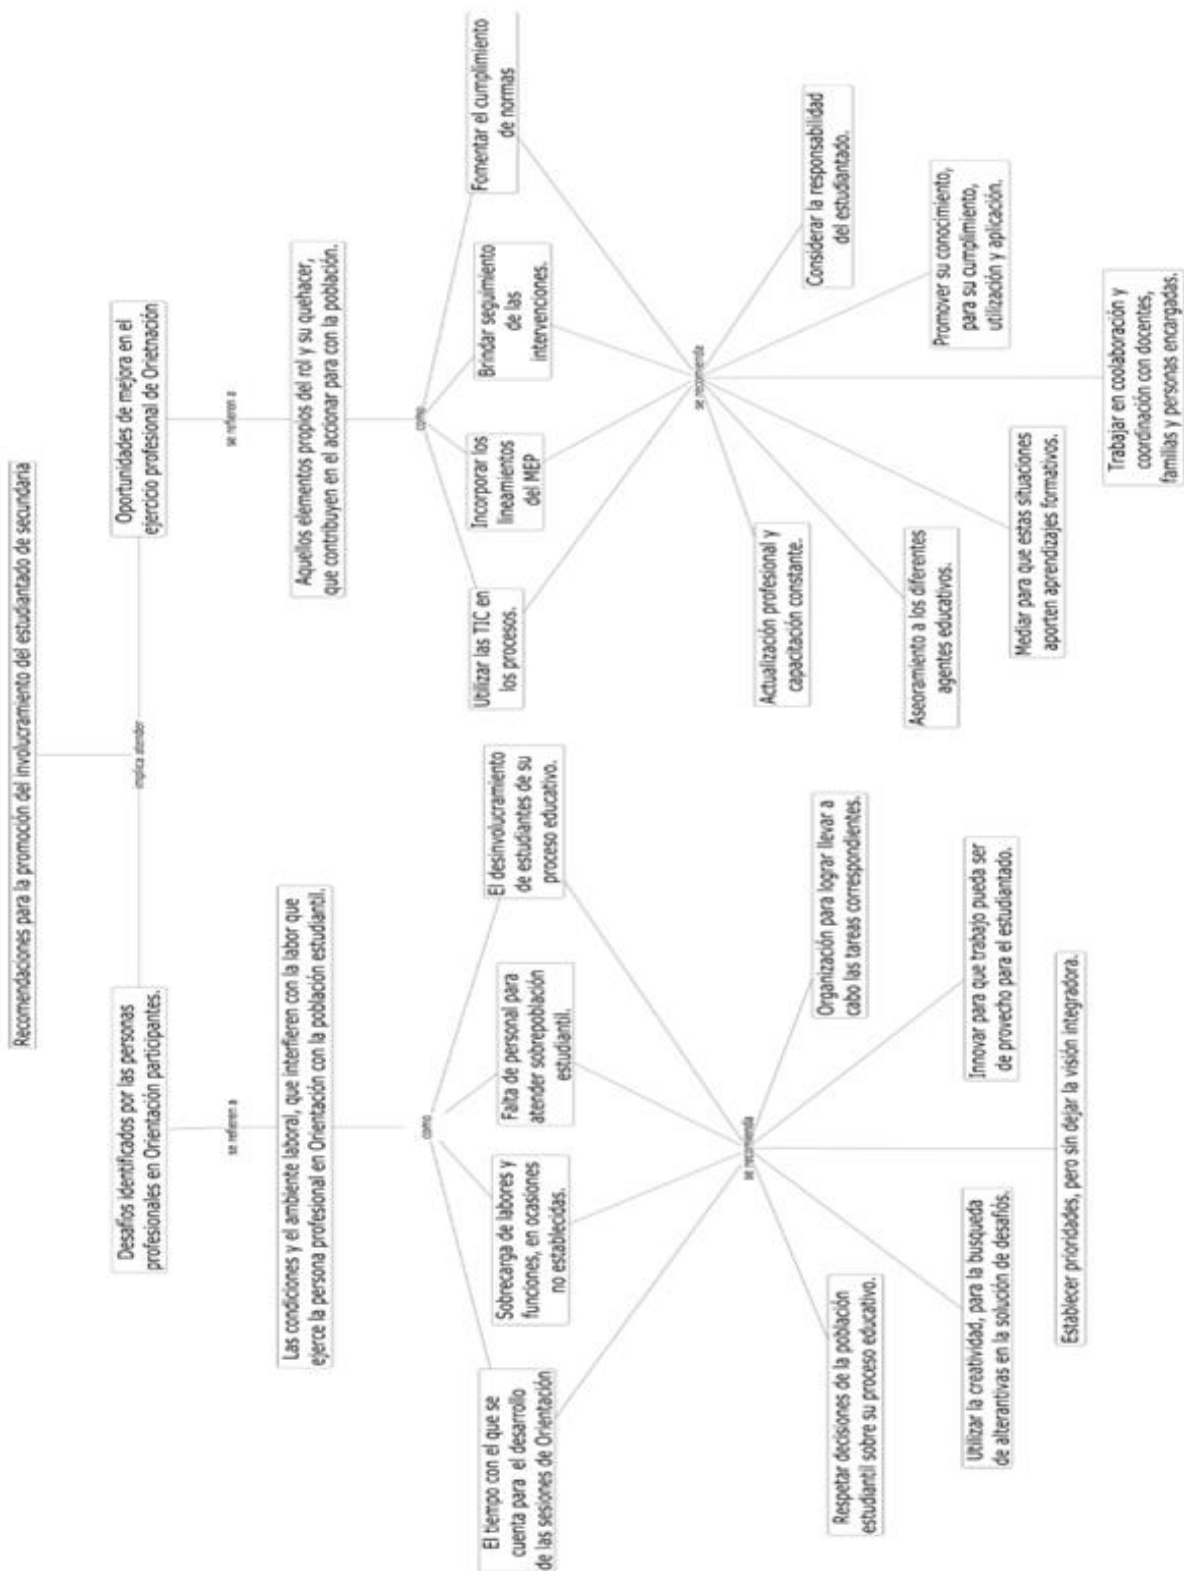 Recomendaciones para la promoción del involucramiento del estudiantado de secundaria
implica atender
Desafíos identificados por las personas
profesionales en Orientación participantes.
se refieren a
Las condiciones y el ambiente laboral, que interfieren con la labor que
ejerce la persona profesional en Orientación con la población estudiantil.
como
El tiempo con el que se
cuenta para el desarrollo
de las sesiones de Orientación
Sobrecarga de labores y
funciones, en ocasiones
no establecidas.
Falta de personal para
atender sobrepoblación
estudiantil.
El desinvolucramiento
de estudiantes de su
proceso educativo.
se recomienda
Respetar decisiones de la población
estudiantil sobre su proceso educativo.
Utilizar la creatividad, para la busqueda
de alterantivas en la solución de desafiós.
Establecer prioridades, pero sin dejar la visión integradora.
Innovar para que trabajo pueda ser
de provecho para el estudiantado.
Organización para lograr llevar a
cabo las tareas correspondientes.
Oportunidades de mejora en el
ejercicio profesional de Orietnación
se refieren a
Aquellos elementos propios del rol y su quehacer,
que contribuyen en el accionar para con la población.
como
Utilizar las TIC en
los procesos.
Incorporar los
lineamientos
del MEP
Brindar seguimiento
de las
intervenciones.
Fomentar el cumplimiento
de normas
se recomienda
Actualización profesional y
capacitación constante.
Aseoramiento a los diferentes
agentes educativos.
Mediar para que estas situaciones
aporten aprendizajes formativos.
Trabajar en coolaboración y
coordinación con docentes,
familias y personas encargadas.
Promover su conocimiento,
para su cumplimiento,
utilización y aplicación.
Considerar la responsabilidad
del estudiantado.